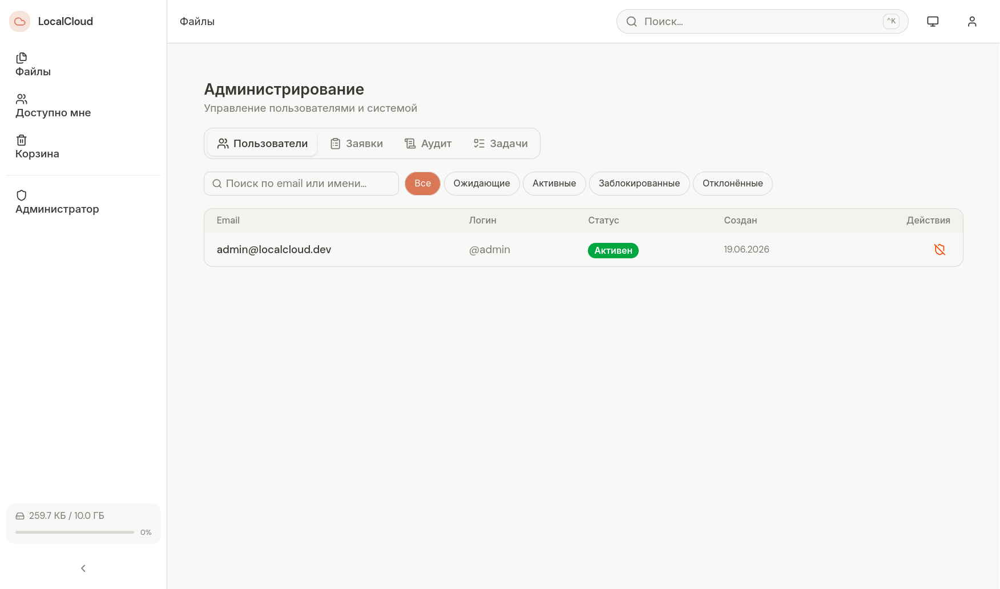 LocalCloud
Файлы
Доступно мне
Корзина
Администратор
259.7 КБ / 10.0 ГБ
0%
Файлы
Поиск...
^K
Администрирование
Управление пользователями и системой
Пользователи Заявки Аудит Задачи
Поиск по email или имени... Все Ожидающие Активные Заблокированные Отклонённые
Email Логин Статус Создан Действия
admin@localcloud.dev @admin Активен 19.06.2026